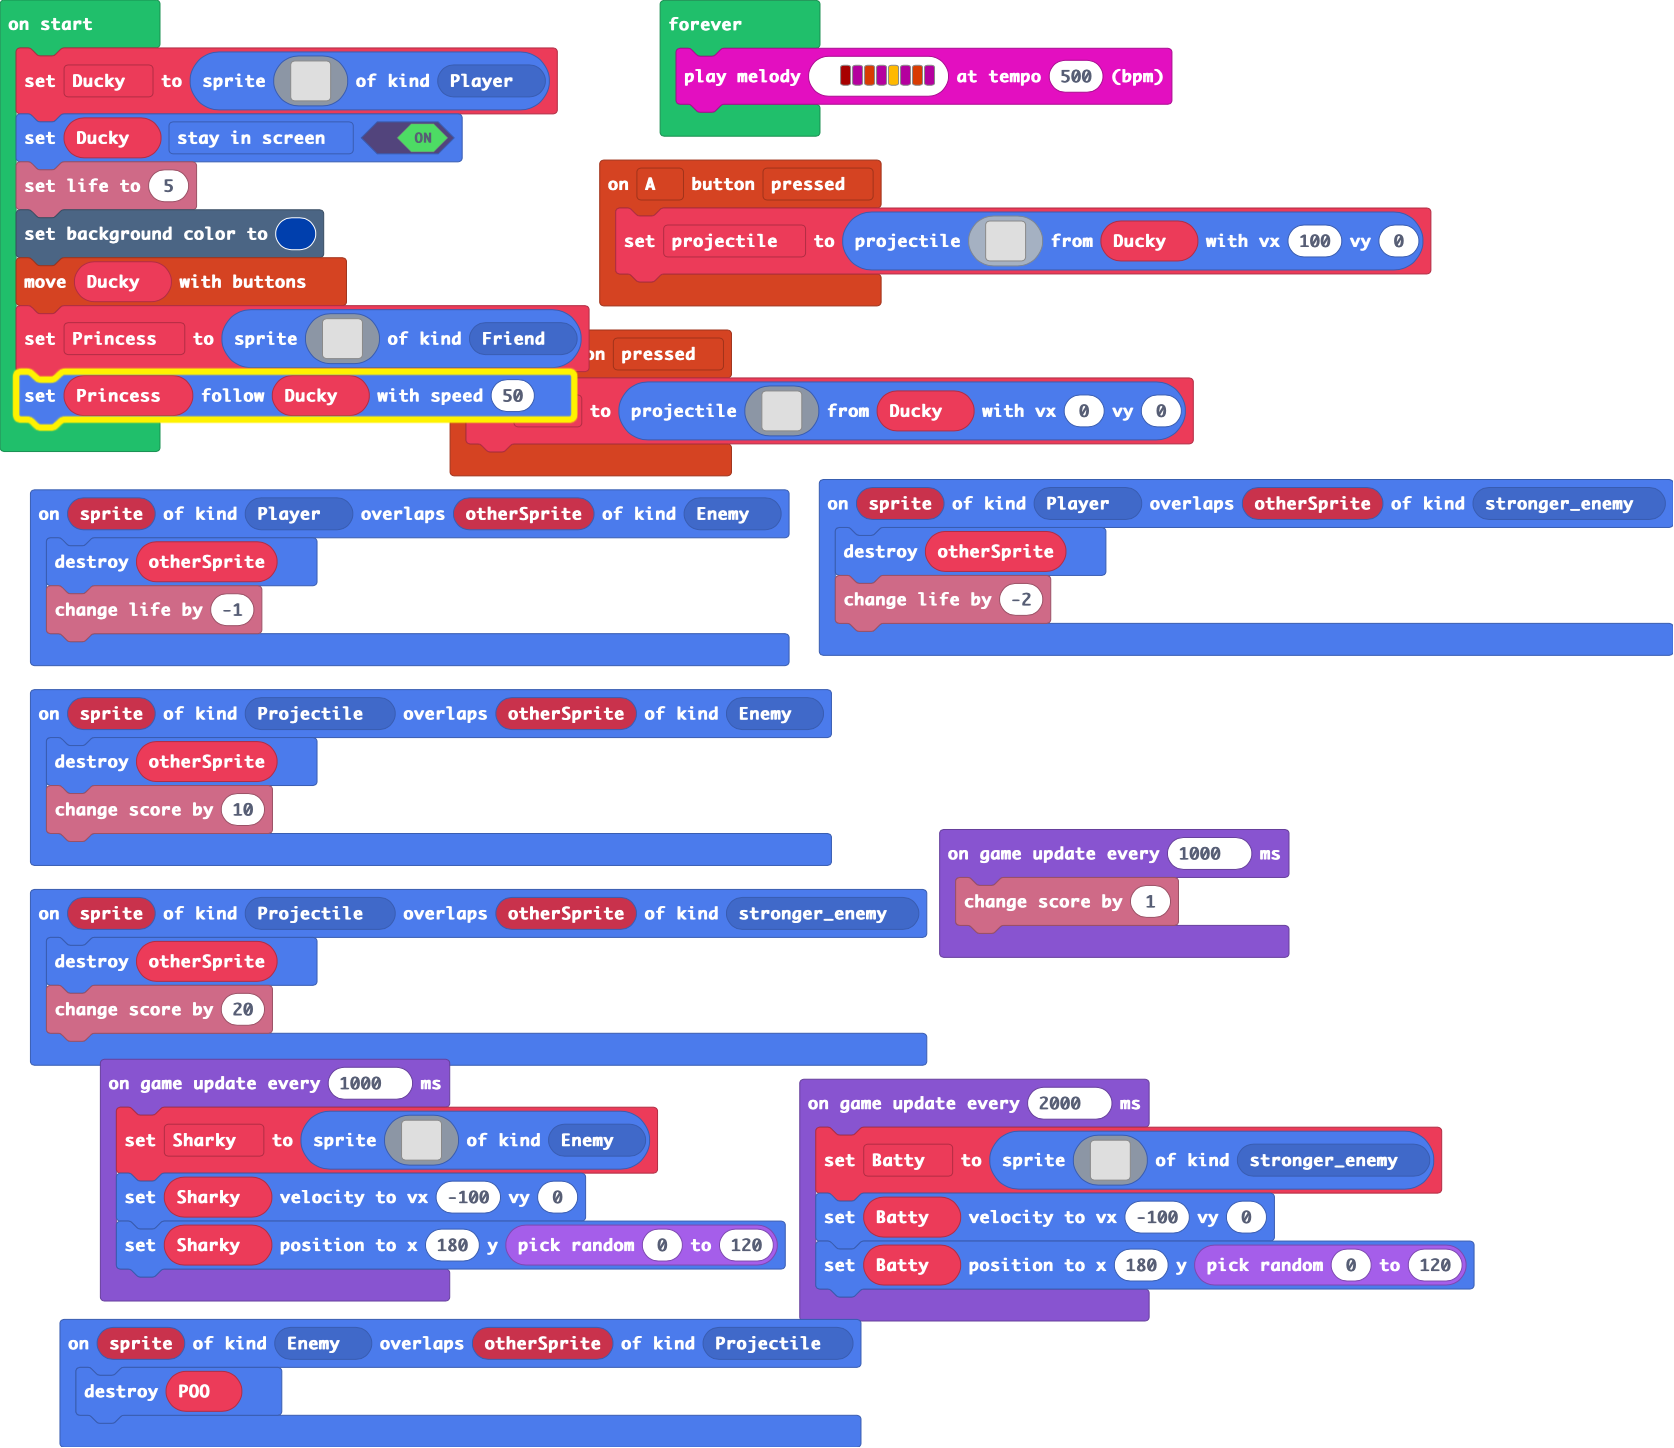 on start
set Ducky to sprite of kind Player
set Ducky stay in screen ON
set life to 5
set background color to
move Ducky with buttons
set Princess to sprite of kind Friend
set Princess follow Ducky with speed 50
forever
play melody at tempo 500 (bpm)
on A button pressed
set projectile to projectile from Ducky with vx 100 vy 0
pressed
to projectile from Ducky with vx 0 vy 0
on sprite of kind Player overlaps otherSprite of kind Enemy
destroy otherSprite
change life by -1
on sprite of kind Player overlaps otherSprite of kind stronger_enemy
destroy otherSprite
change life by -2
on sprite of kind Projectile overlaps otherSprite of kind Enemy
destroy otherSprite
change score by 10
on game update every 1000 ms
change score by 1
on sprite of kind Projectile overlaps otherSprite of kind stronger_enemy
destroy otherSprite
change score by 20
on game update every 1000 ms
set Sharky to sprite of kind Enemy
set Sharky velocity to vx -100 vy 0
set Sharky position to x 180 y pick random 0 to 120
on game update every 2000 ms
set Batty to sprite of kind stronger_enemy
set Batty velocity to vx -100 vy 0
set Batty position to x 180 y pick random 0 to 120
on sprite of kind Enemy overlaps otherSprite of kind Projectile
destroy POO